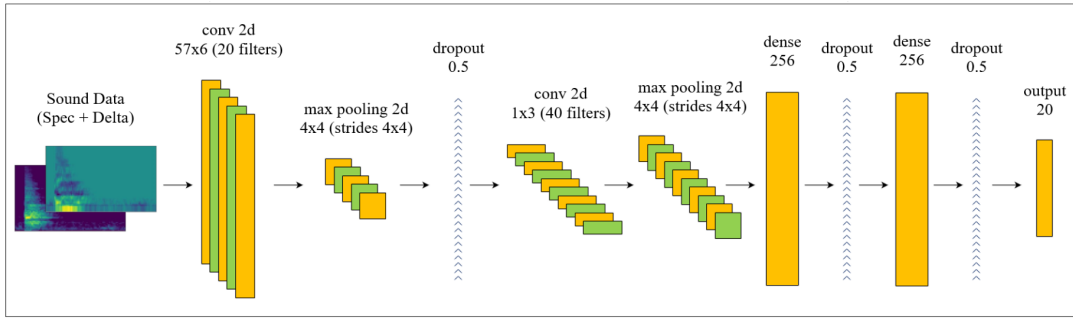 Sound Data
(Spec + Delta)
conv 2d
57x6 (20 filters)
max pooling 2d
4x4 (strides 4x4)
dropout
0.5
conv 2d
1x3 (40 filters)
max pooling 2d
4x4 (strides 4x4)
dense
256
dropout
0.5
dense
256
dropout
0.5
output
20